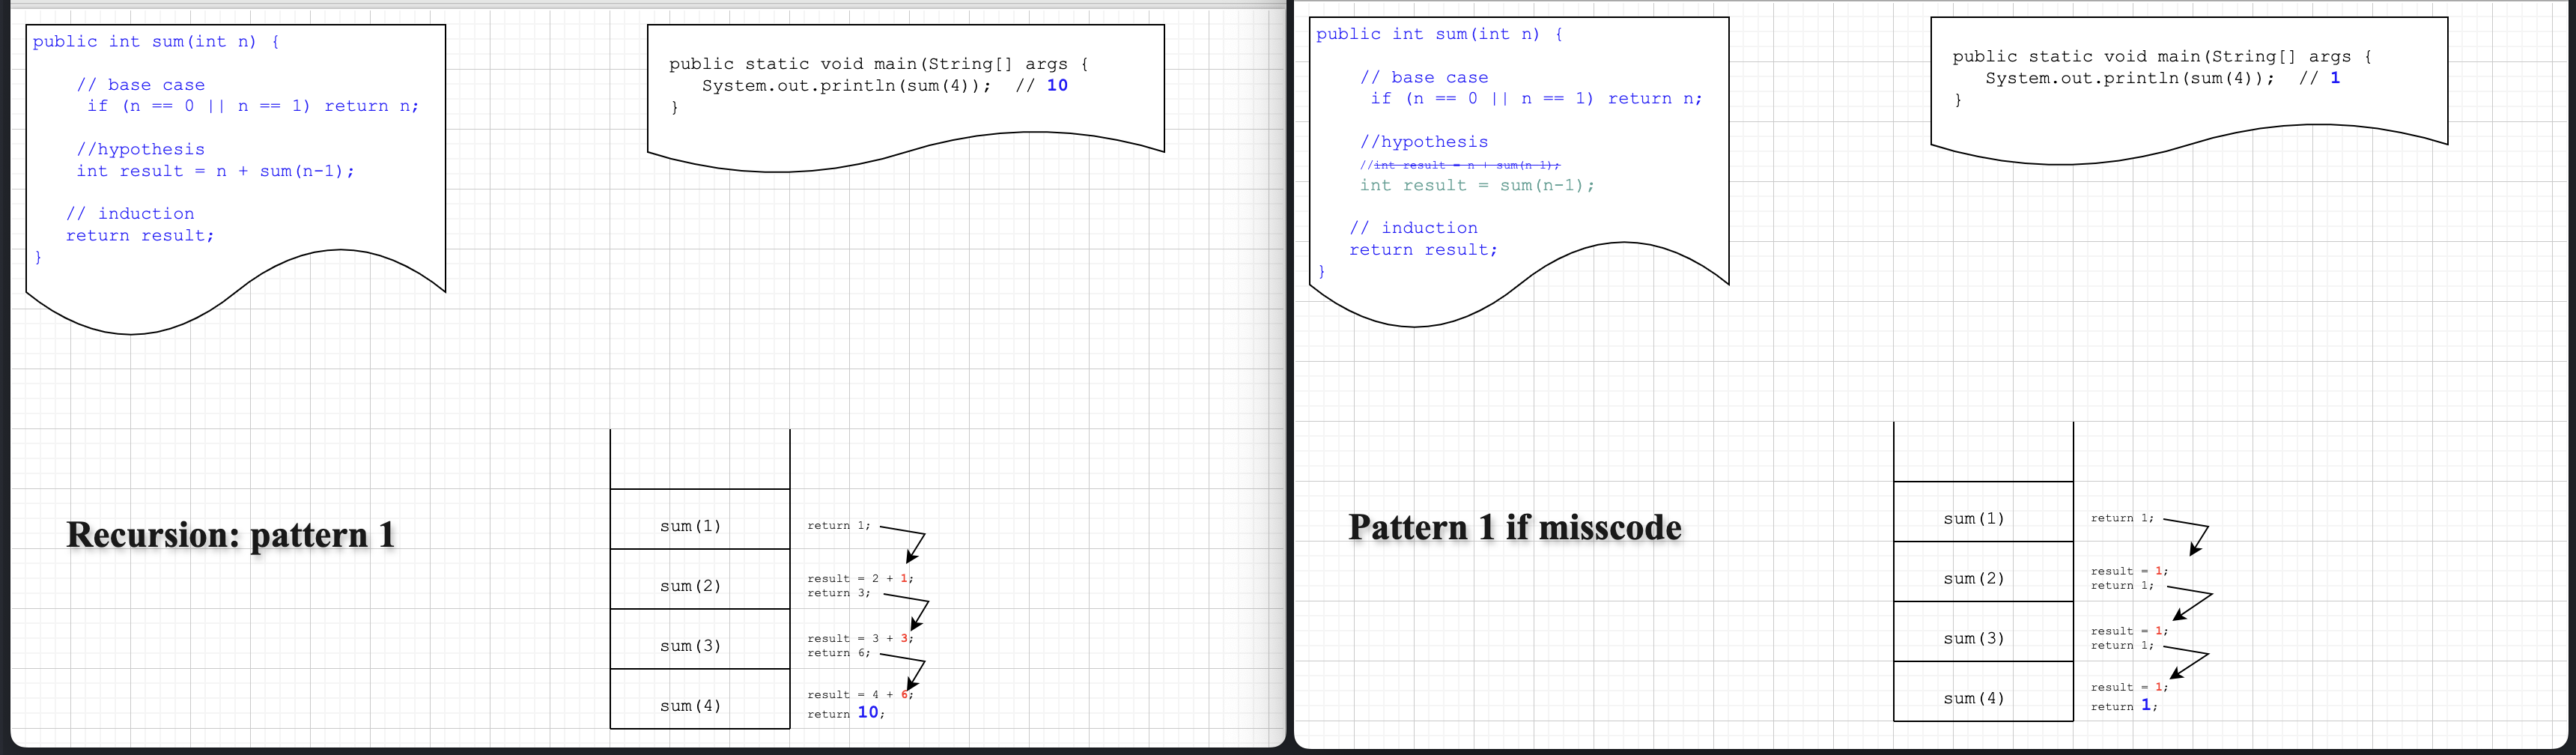 public int sum(int n) {
// base case
if (n == 0 || n == 1) return n;
//hypothesis
int result = n + sum(n-1);
// induction
return result;
}
public static void main(String[] args {
System.out.println(sum(4)); // 10
}
Recursion: pattern 1
sum(1)
return 1;
sum(2)
result = 2 + 1;
return 3;
sum(3)
result = 3 + 3;
return 6;
sum(4)
result = 4 + 6;
return 10;
public int sum(int n) {
// base case
if (n == 0 || n == 1) return n;
//hypothesis
//int result = n + sum(n-1);
int result = sum(n-1);
// induction
return result;
}
public static void main(String[] args {
System.out.println(sum(4)); // 1
}
Pattern 1 if misscode
sum(1)
return 1;
sum(2)
result = 1;
return 1;
sum(3)
result = 1;
return 1;
sum(4)
result = 1;
return 1;